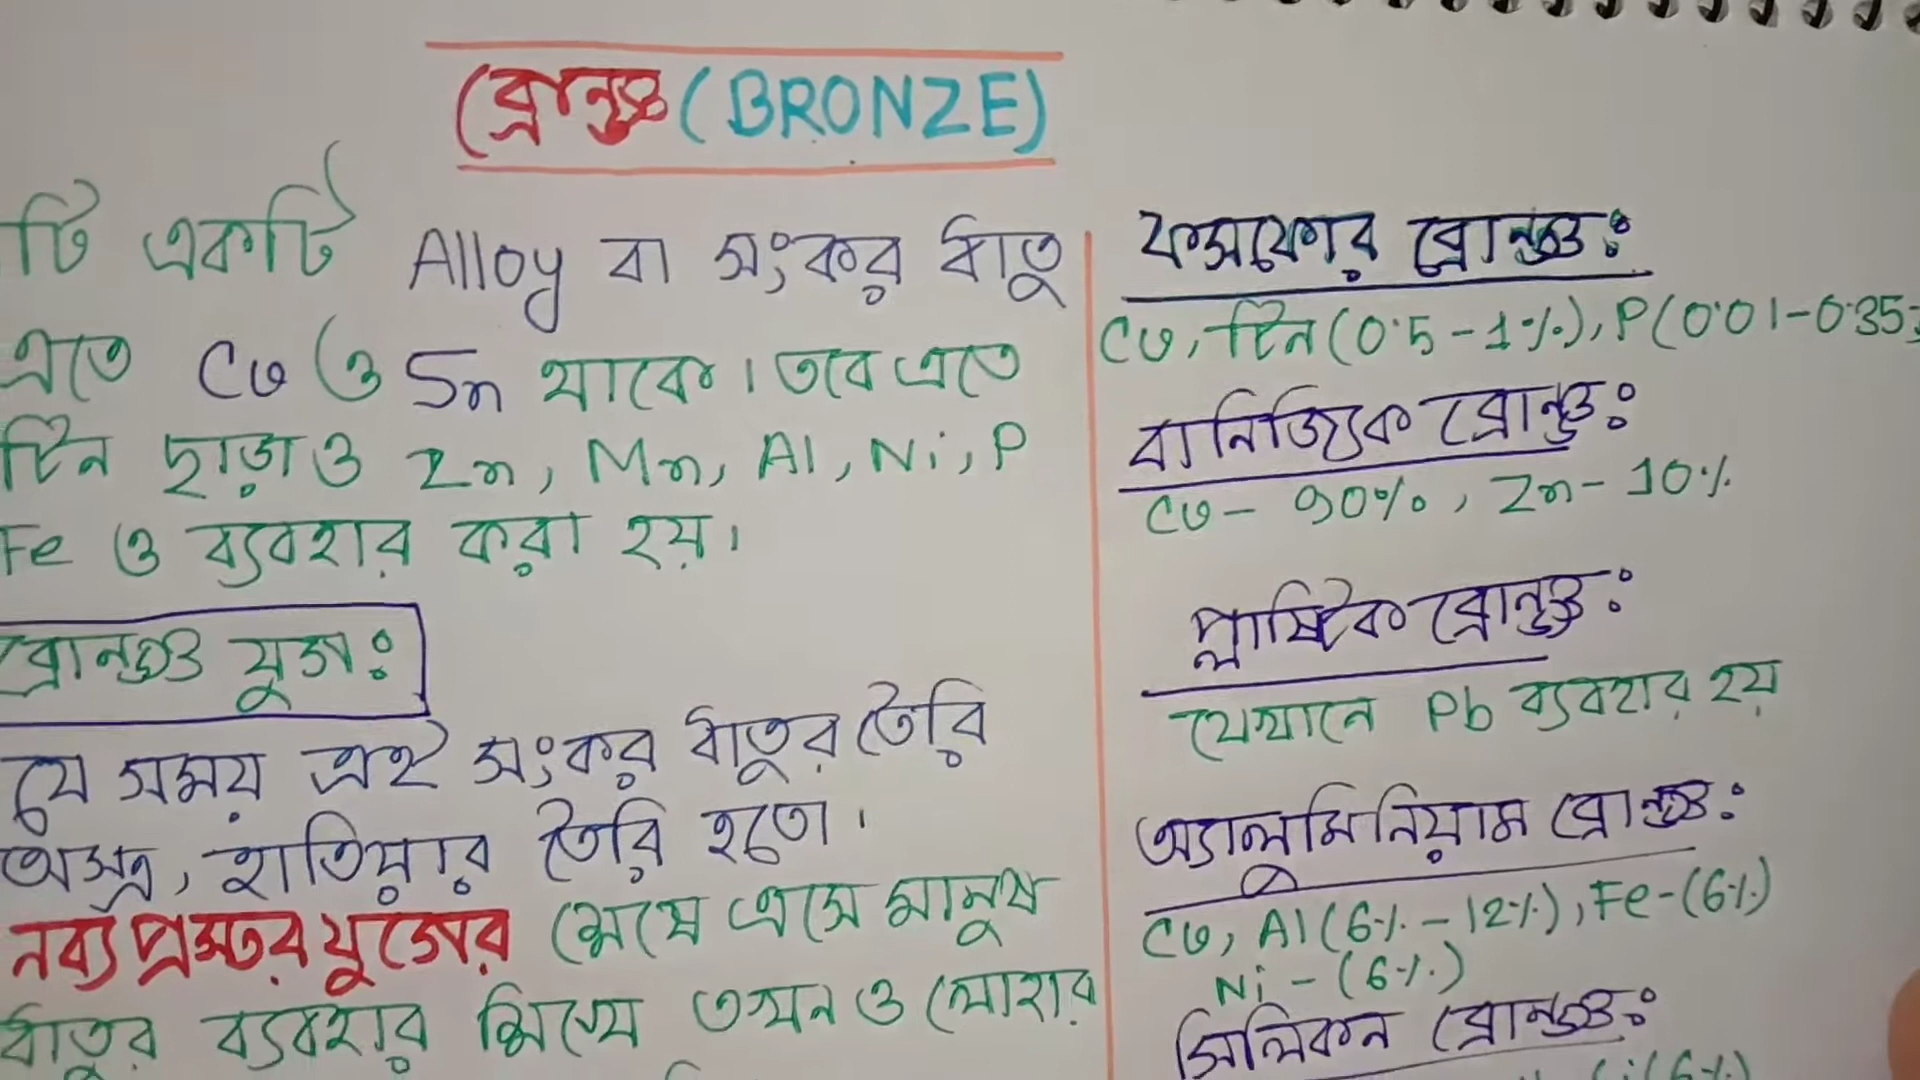 ব্রোন্জ (BRONZE)
টি একটি Alloy বা সংকর ধাতু
এতে Cu ও Sn থাকে। তবে এতে
টিন ছাড়াও Zn, Mn, Al, Ni, P
Fe ও ব্যবহার করা হয়।
ব্রোন্জ যুগ:
যে সময় এই সংকর ধাতুর তৈরি
অস্ত্র, হাতিয়ার তৈরি হতো।
নব্য প্রস্তর যুগের শেষে এসে মানুষ
ধাতুর ব্যবহার শিখে তখন ও লোহার
ফসফোর ব্রোন্জ:
Cu, টিন (0.5 - 1%), P (0.01-0.35
বানিজ্যিক ব্রোন্জ:
Cu - 90%, Zn - 10%
প্লাষ্টিক ব্রোন্জ:
যেখানে Pb ব্যবহার হয়
অ্যালুমিনিয়াম ব্রোন্জ:
Cu, Al (6% - 12%), Fe - (6%)
Ni - (6%)
সিলিকন ব্রোন্জ: